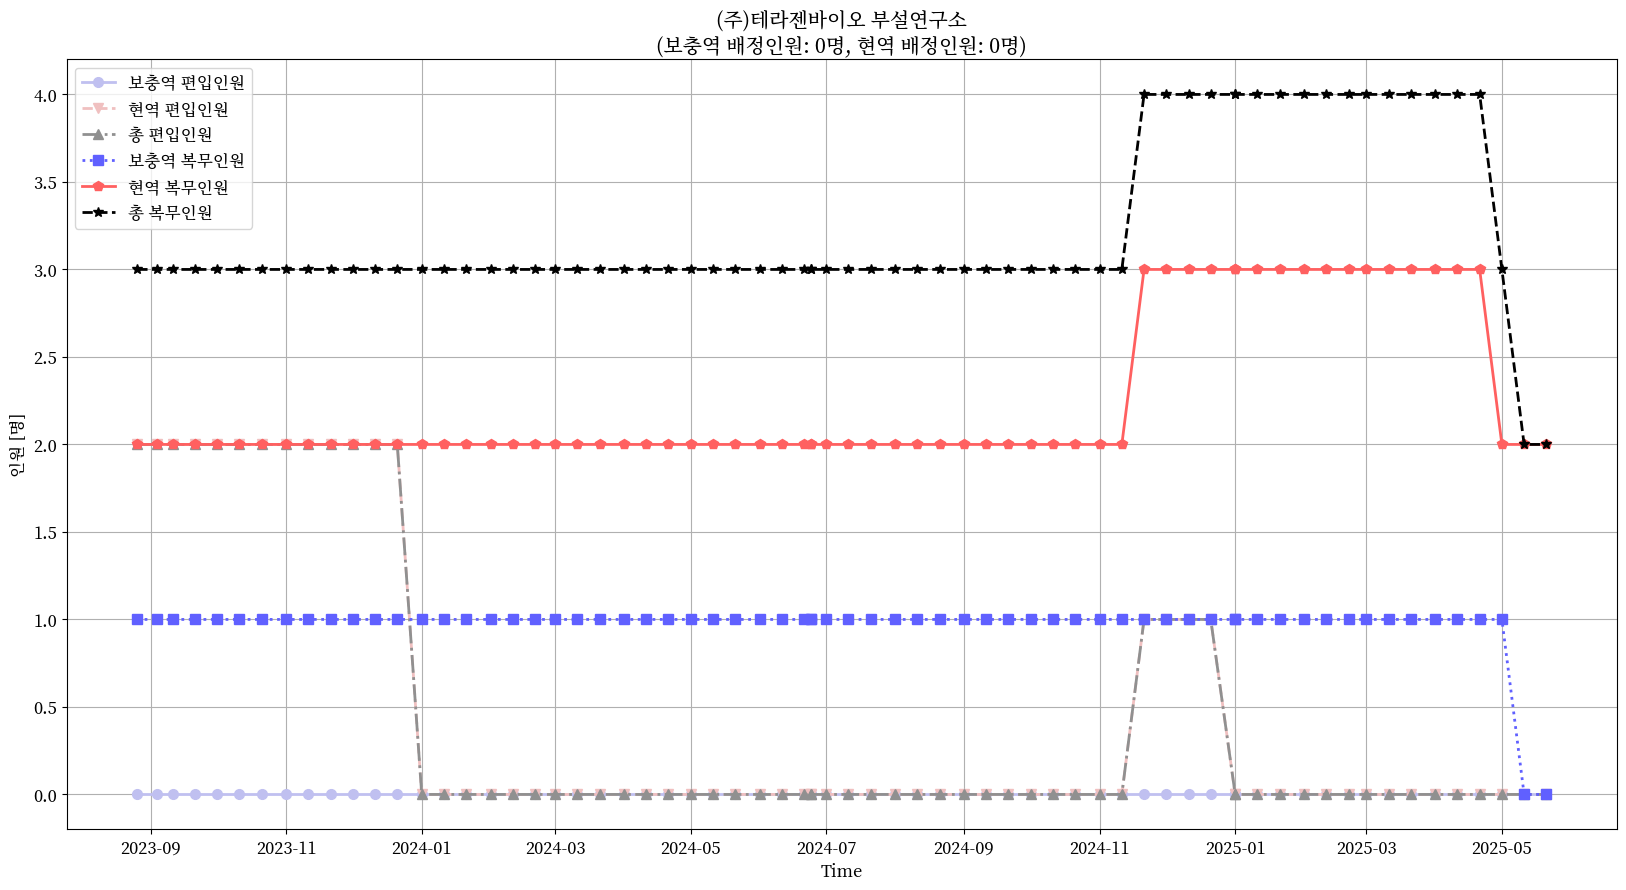 (주)테라젠바이오 부설연구소
(보충역 배정인원: 0명, 현역 배정인원: 0명)
보충역 편입인원
현역 편입인원
총 편입인원
보충역 복무인원
현역 복무인원
총 복무인원
인원 [명]
4.0
3.5
3.0
2.5
2.0
1.5
1.0
0.5
0.0
2023-09 2023-11 2024-01 2024-03 2024-05 2024-07 2024-09 2024-11 2025-01 2025-03 2025-05
Time